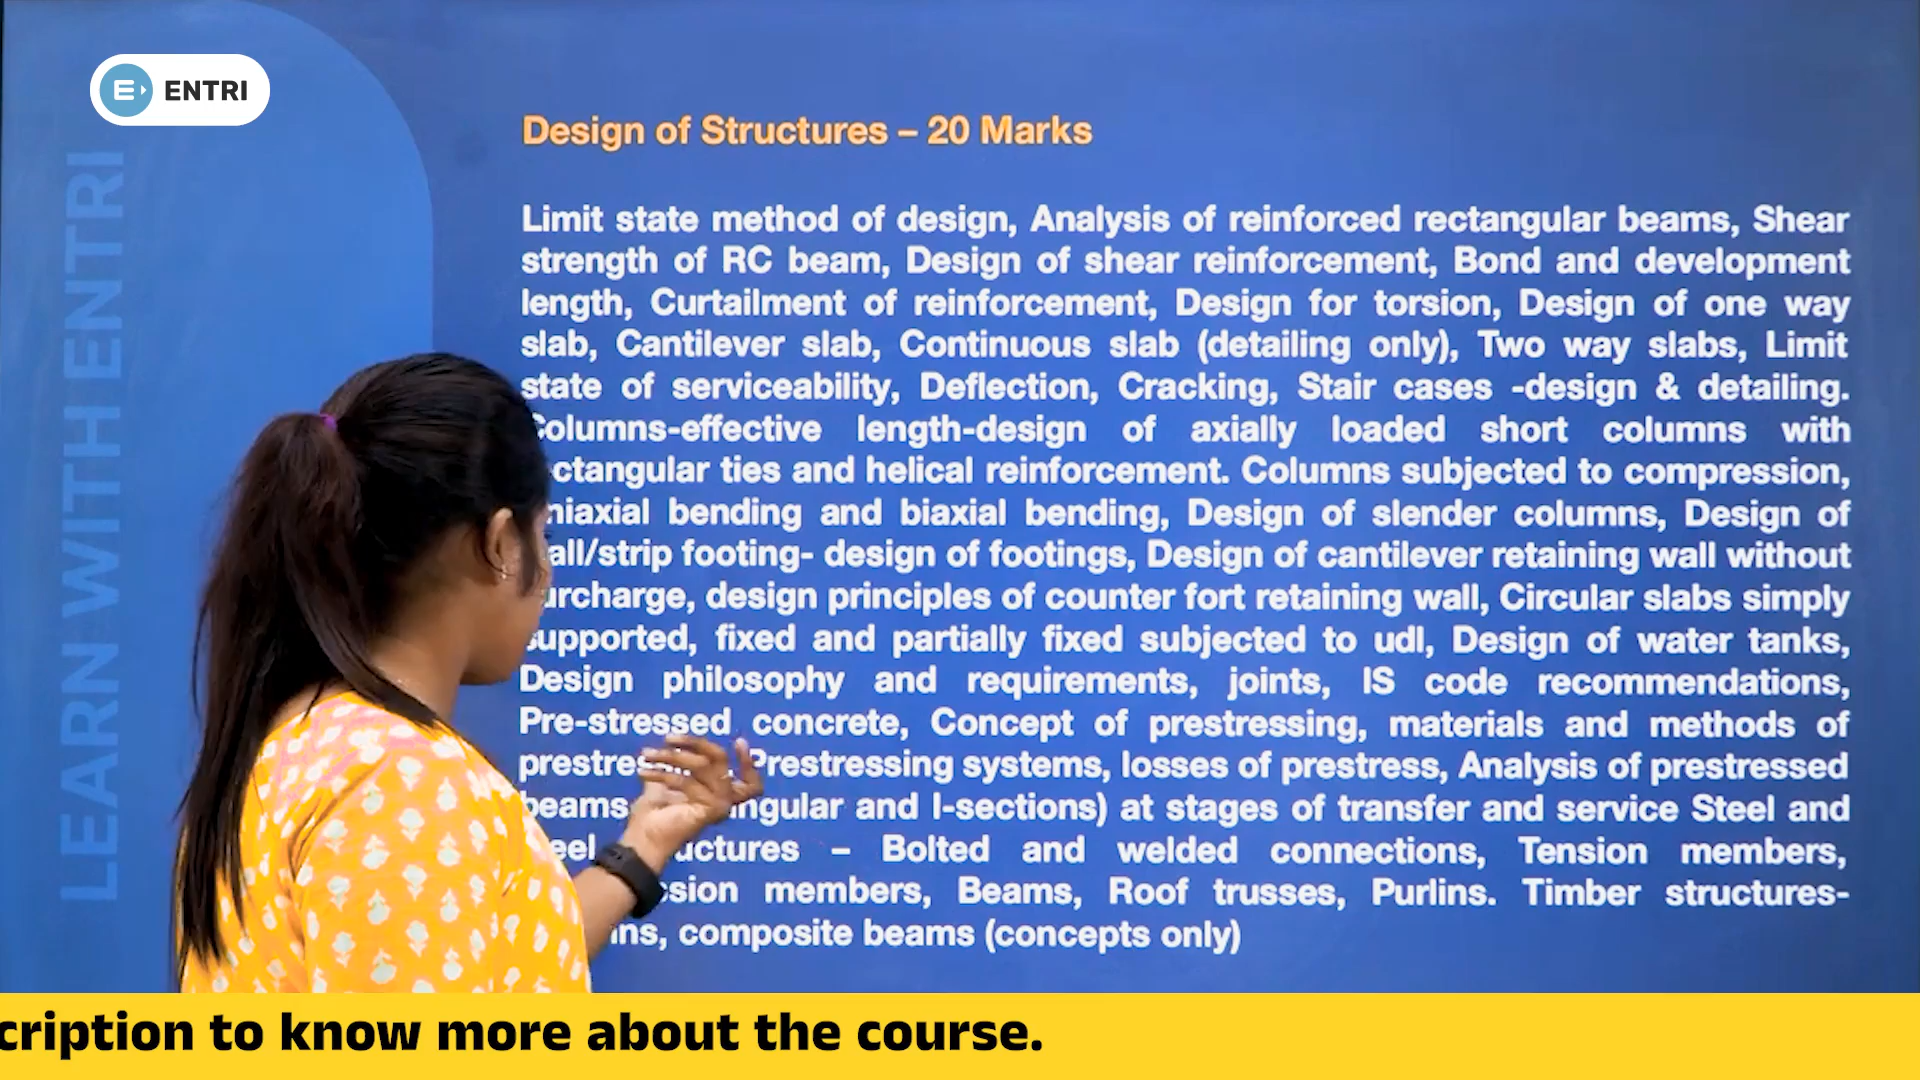 ENTRI
LEARN WITH ENTRI
Design of Structures – 20 Marks
Limit state method of design, Analysis of reinforced rectangular beams, Shear
strength of RC beam, Design of shear reinforcement, Bond and development
length, Curtailment of reinforcement, Design for torsion, Design of one way
slab, Cantilever slab, Continuous slab (detailing only), Two way slabs, Limit
state of serviceability, Deflection, Cracking, Stair cases -design & detailing.
Columns-effective length-design of axially loaded short columns with
ties and helical reinforcement. Columns subjected to compression,
bending and biaxial bending, Design of slender columns, Design of
footing- design of footings, Design of cantilever retaining wall without
design principles of counter fort retaining wall, Circular slabs simply
supported, fixed and partially fixed subjected to udl, Design of water tanks,
Design philosophy and requirements, joints, IS code recommendations,
Pre-stressed concrete, Concept of prestressing, materials and methods of
Prestressing systems, losses of prestress, Analysis of prestressed
beams and I-sections) at stages of transfer and service Steel and
– Bolted and welded connections, Tension members,
members, Beams, Roof trusses, Purlins. Timber structures-
composite beams (concepts only)
cription to know more about the course.